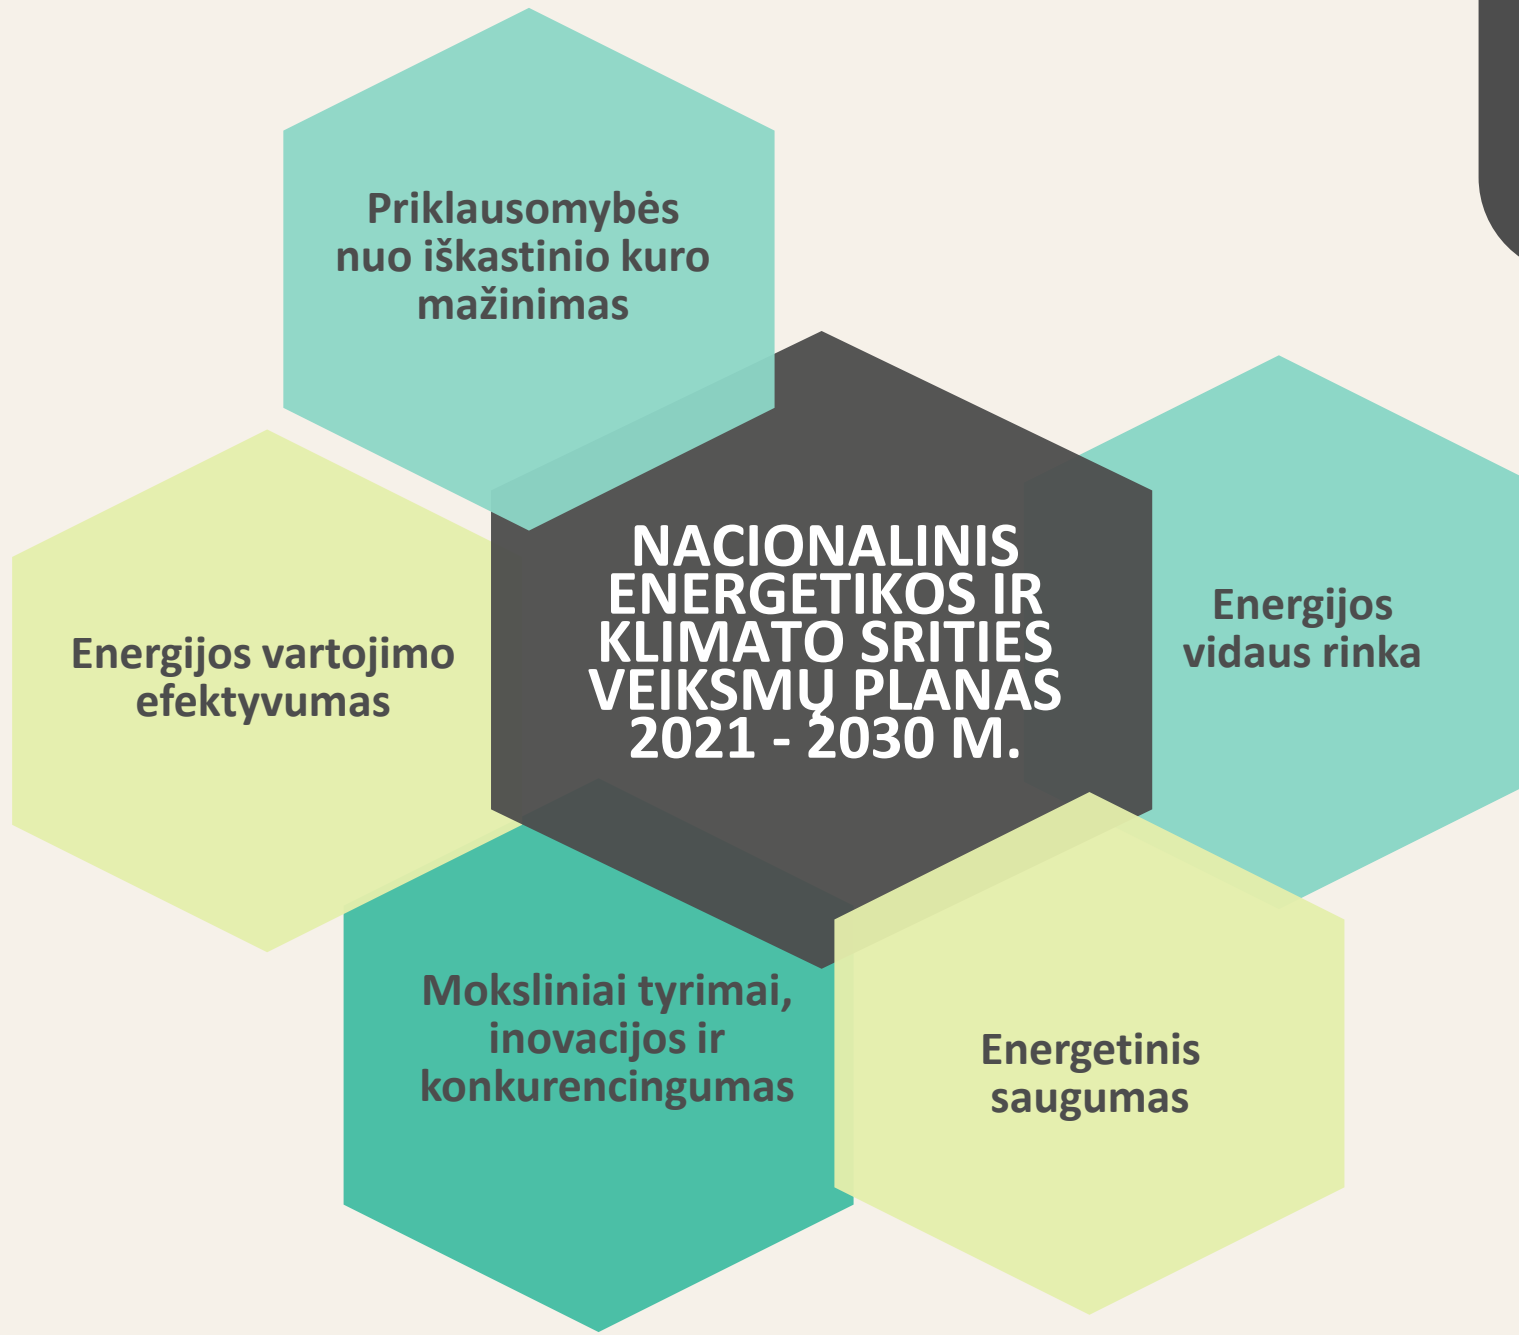 Priklausomybės
nuo iškastinio kuro
mažinimas
NACIONALINIS
ENERGETIKOS IR
KLIMATO SRITIES
VEIKSMŲ PLANAS
2021 - 2030 M.
Energijos
vidaus rinka
Energijos vartojimo
efektyvumas
Moksliniai tyrimai,
inovacijos ir
konkurencingumas
Energetinis
saugumas